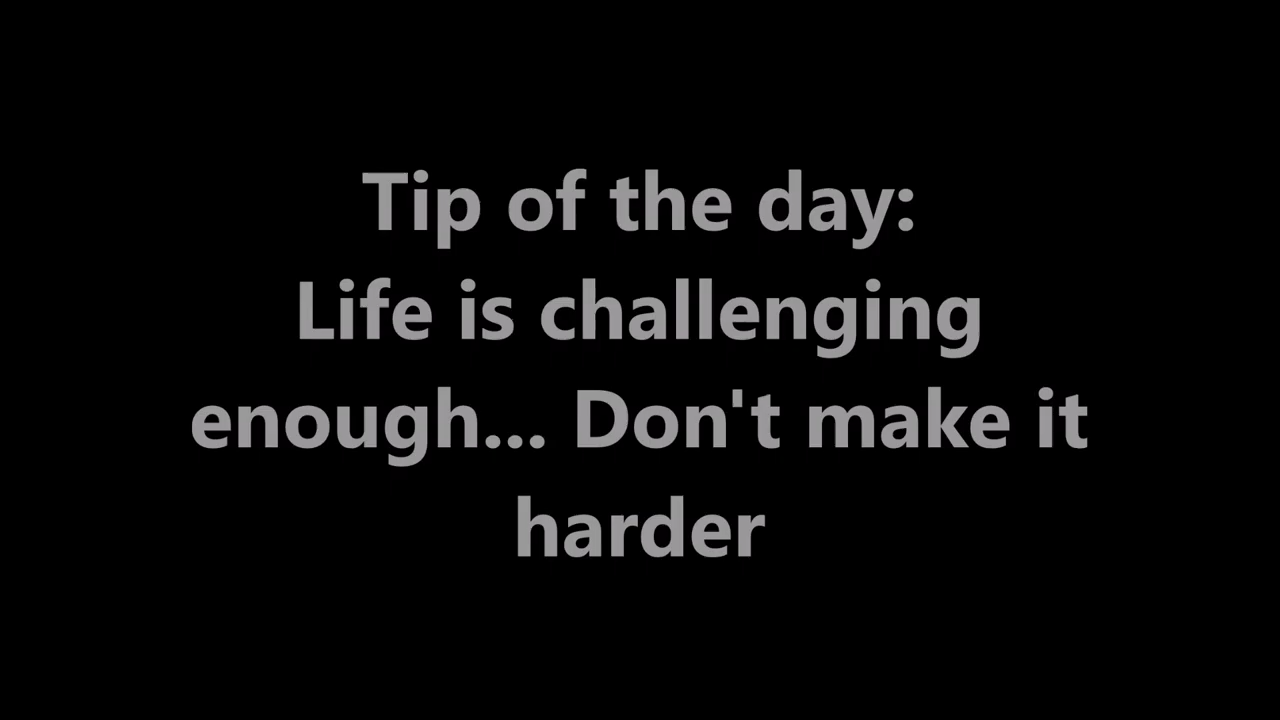 Tip of the day:
Life is challenging
enough... Don't make it
harder